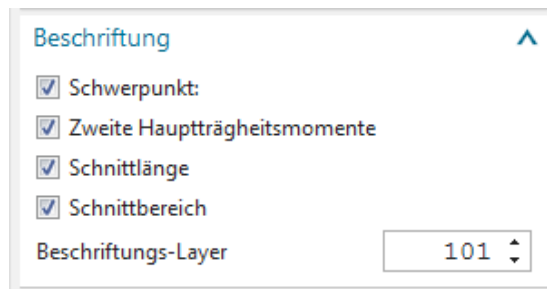 Beschriftung
Schwerpunkt:
Zweite Hauptträgheitsmomente
Schnittlänge
Schnittbereich
Beschriftungs-Layer 101